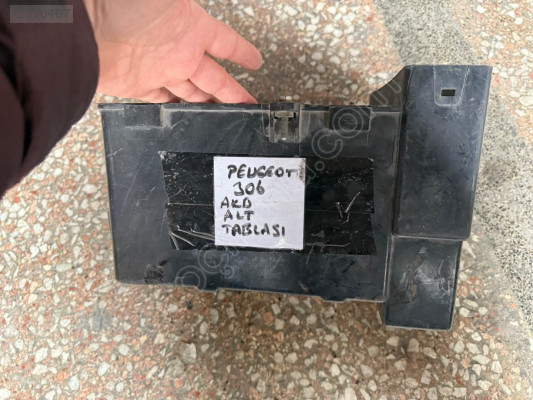 PEUGEOT
306
AKÜ
ALT
TABLASI